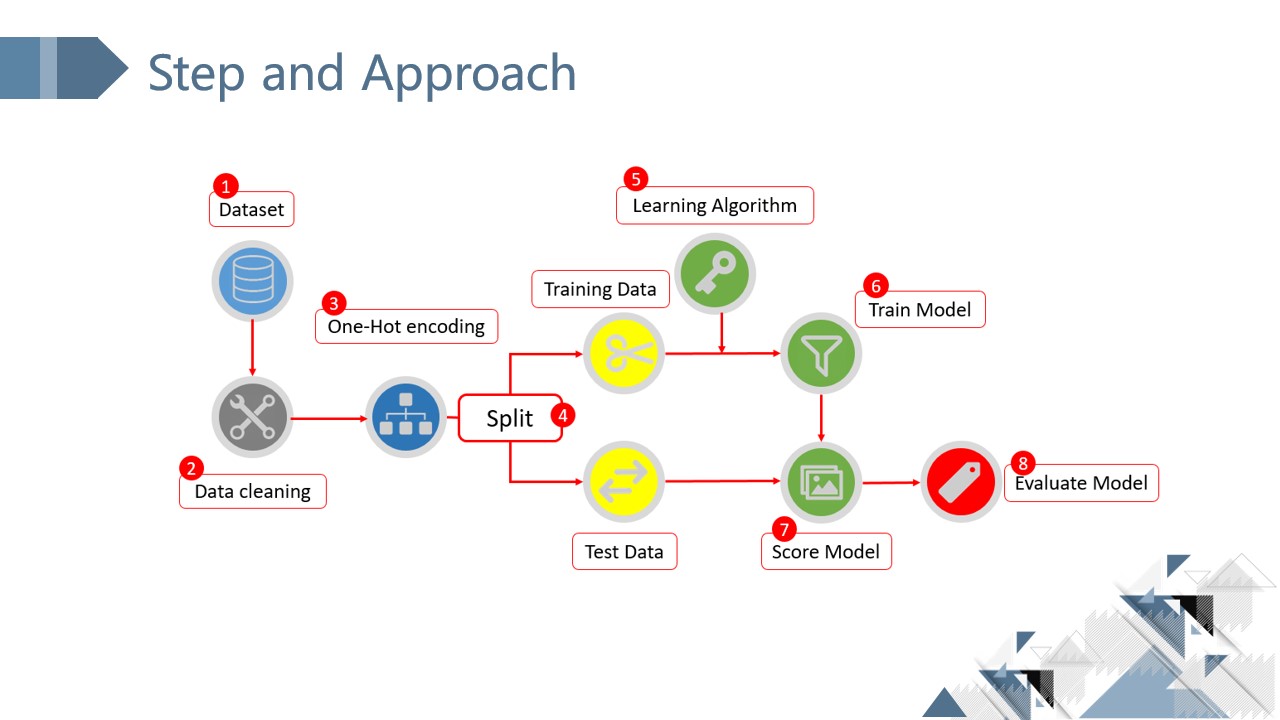 Step and Approach
1
Dataset
2
Data cleaning
3
One-Hot encoding
Split
4
Training Data
Test Data
5
Learning Algorithm
6
Train Model
7
Score Model
8
Evaluate Model